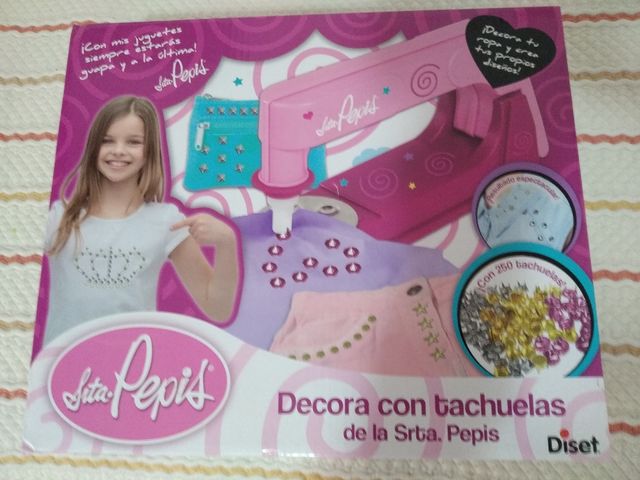 ¡Con mis juguetes
siempre estarás
guapa y a la última!
Srta. Pepis
¡Decora tu
ropa y crea
tus propios
diseños!
Srta. Pepis
¡Resultado espectacular!
¡Con 250 tachuelas!
Srta. Pepis®
Decora con tachuelas
de la Srta. Pepis
Diset